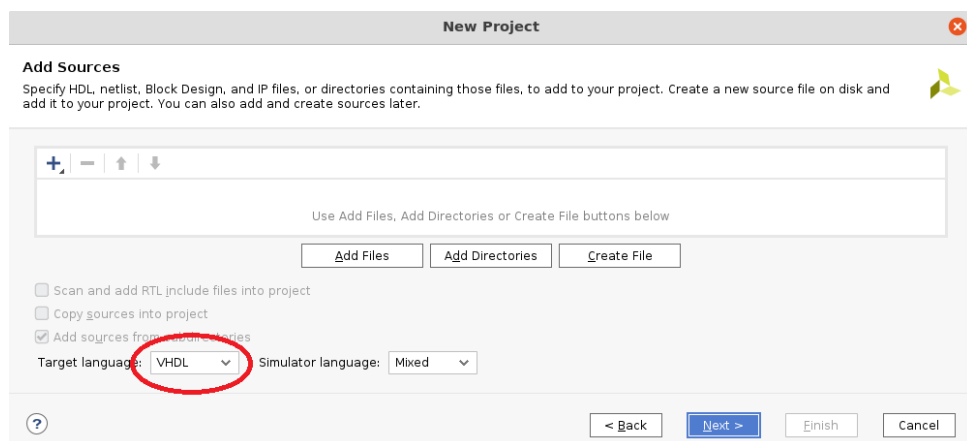 New Project
Add Sources
Specify HDL, netlist, Block Design, and IP files, or directories containing those files, to add to your project. Create a new source file on disk and
add it to your project. You can also add and create sources later.
Use Add Files, Add Directories or Create File buttons below
Add Files Add Directories Create File
Scan and add RTL include files into project
Copy sources into project
Add sources from subdirectories
Target language: VHDL Simulator language: Mixed
? < Back Next > Finish Cancel